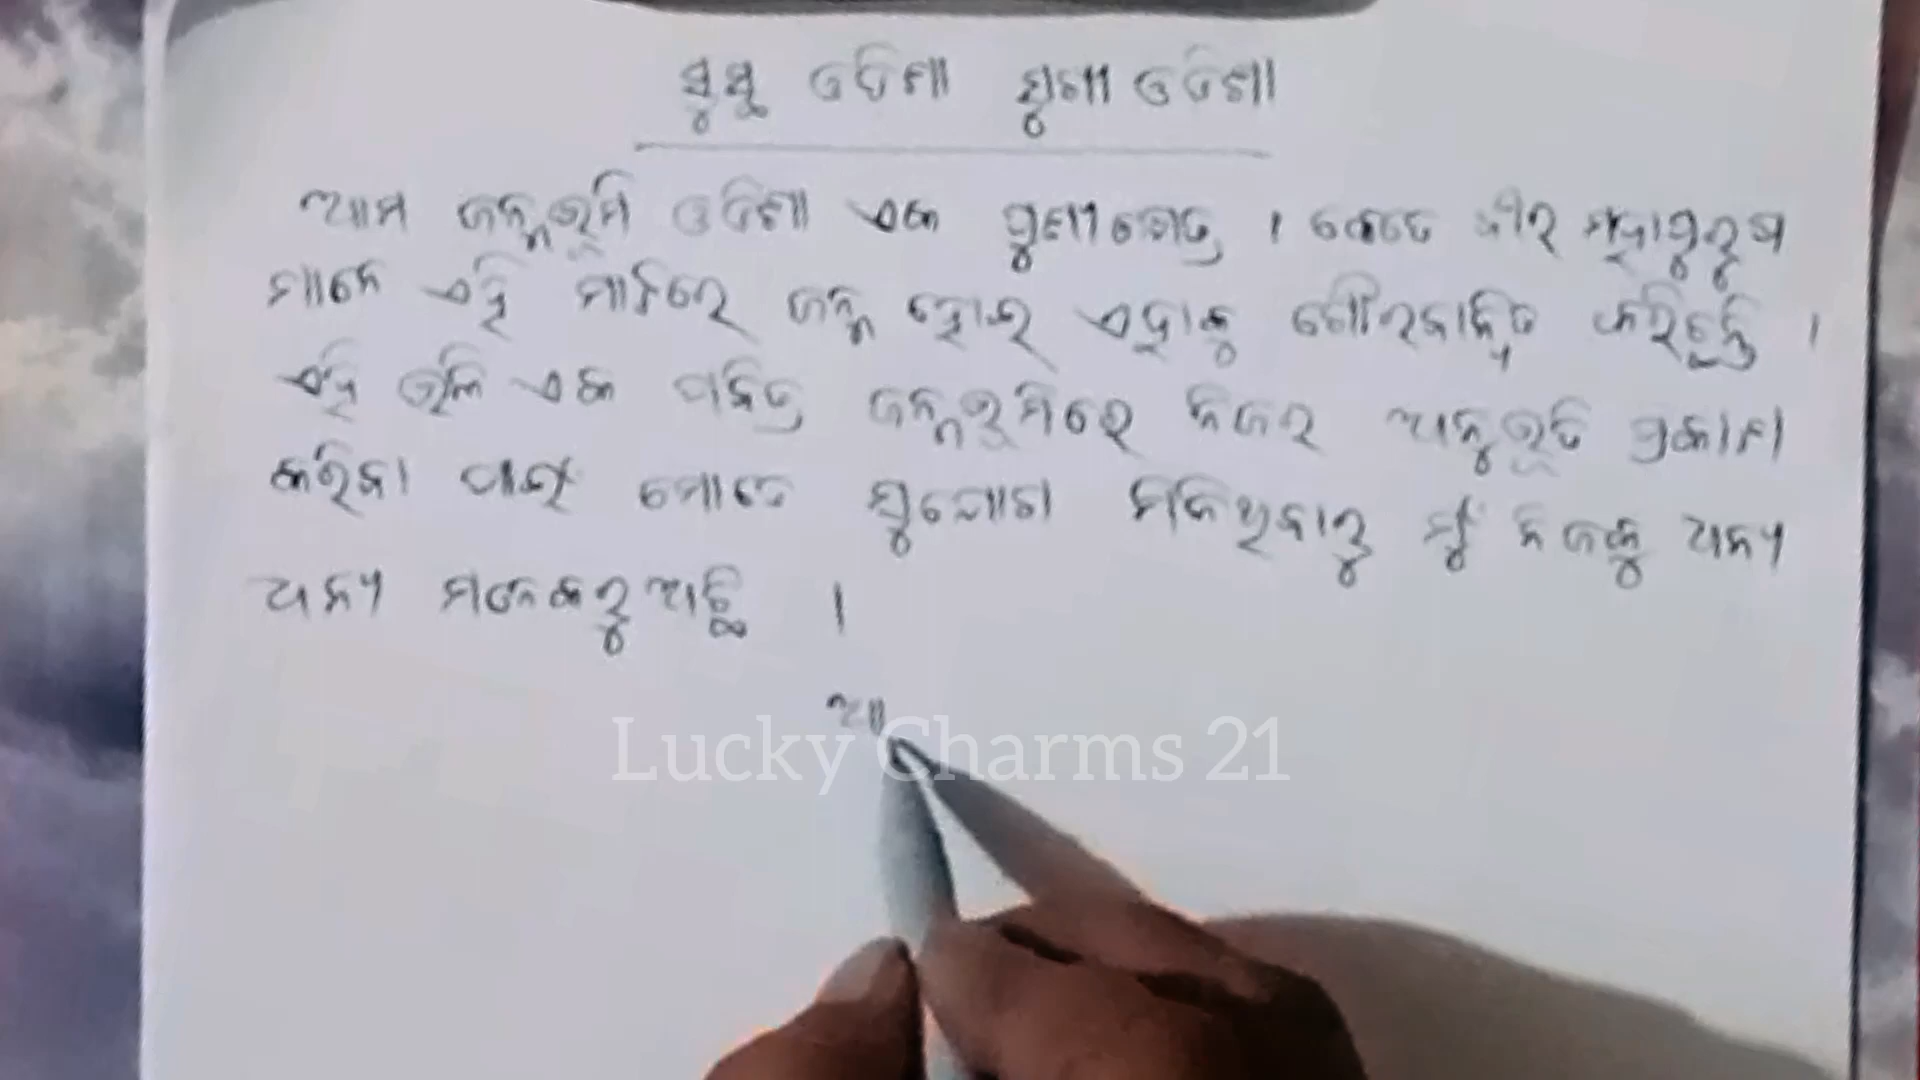 ସୁସ୍ଥ ଓଡିଶା ସୁଖୀ ଓଡିଶା
ଆମ ଜନ୍ମଭୂମି ଓଡିଶା ଏକ ପୁଣ୍ୟକ୍ଷେତ୍ର । କେତେ ବୀର ମହାପୁରୁଷ
ମାନେ ଏହି ମାଟିରେ ଜନ୍ମ ହୋଇ ଏହାକୁ ଗୌରବାନ୍ୱିତ କରିଛନ୍ତି ।
ଏହି ଭଳି ଏକ ପବିତ୍ର ଜନ୍ମଭୂମିରେ ନିଜର ଅନୁଭୂତି ପ୍ରକାଶ
କରିବା ପାଇଁ ମୋତେ ସୁଯୋଗ ମିଳିଥିବାରୁ ମୁଁ ନିଜକୁ ଧନ୍ୟ
ଧନ୍ୟ ମନେକରୁଅଛି ।
ଆ
Lucky Charms 21